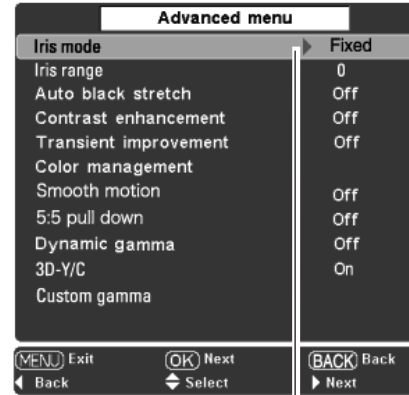 Advanced menu
Iris mode Fixed
Iris range 0
Auto black stretch Off
Contrast enhancement Off
Transient improvement Off
Color management
Smooth motion Off
5:5 pull down Off
Dynamic gamma Off
3D-Y/C On
Custom gamma
MENU Exit OK Next BACK Back
Back Select Next